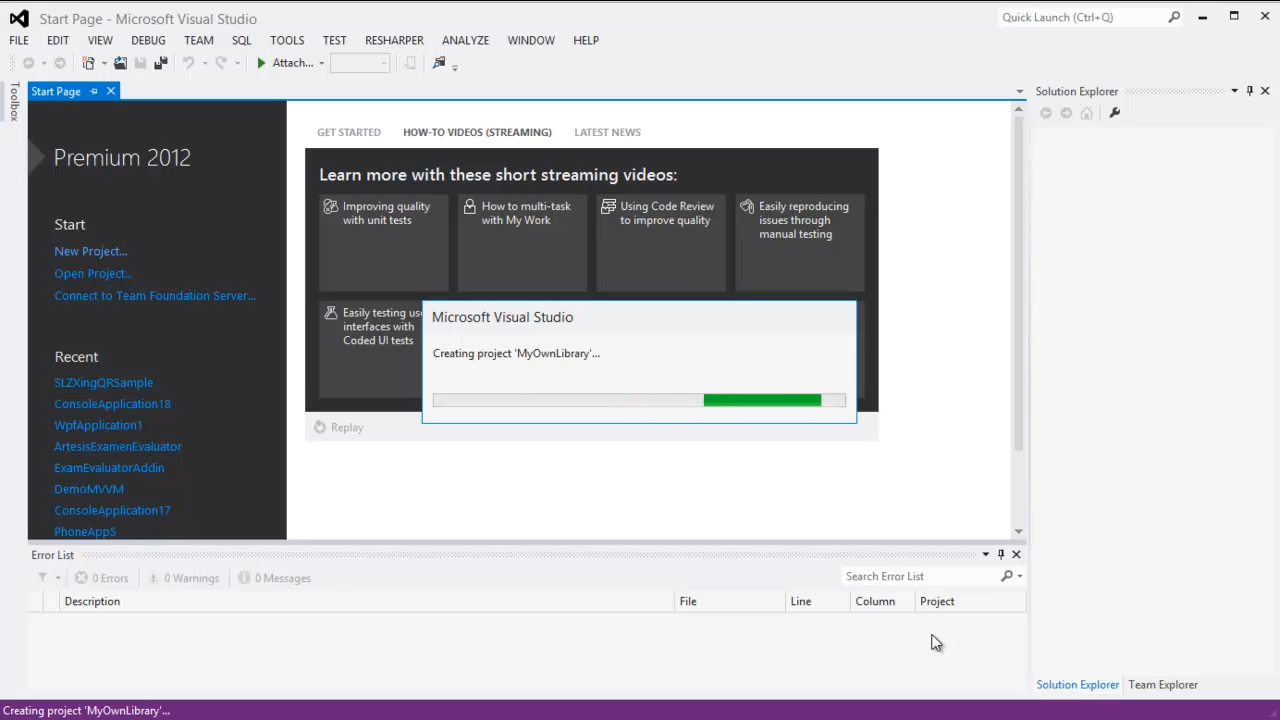 Start Page - Microsoft Visual Studio
Quick Launch (Ctrl+Q)
FILE EDIT VIEW DEBUG TEAM SQL TOOLS TEST RESHARPER ANALYZE WINDOW HELP
Attach...
Toolbox
Start Page
Solution Explorer
Premium 2012
Start
New Project...
Open Project...
Connect to Team Foundation Server...
Recent
SLZXingQRSample
ConsoleApplication18
WpfApplication1
ArtesisExamenEvaluator
ExamEvaluatorAddin
DemoMVVM
ConsoleApplication17
PhoneApp5
GET STARTED HOW-TO VIDEOS (STREAMING) LATEST NEWS
Learn more with these short streaming videos:
Improving quality
with unit tests
How to multi-task
with My Work
Using Code Review
to improve quality
Easily reproducing
issues through
manual testing
Easily testing use
interfaces with
Coded UI tests
Microsoft Visual Studio
Creating project 'MyOwnLibrary'...
Replay
Error List
0 Errors 0 Warnings 0 Messages
Search Error List
Description File Line Column Project
Solution Explorer Team Explorer
Creating project 'MyOwnLibrary'...